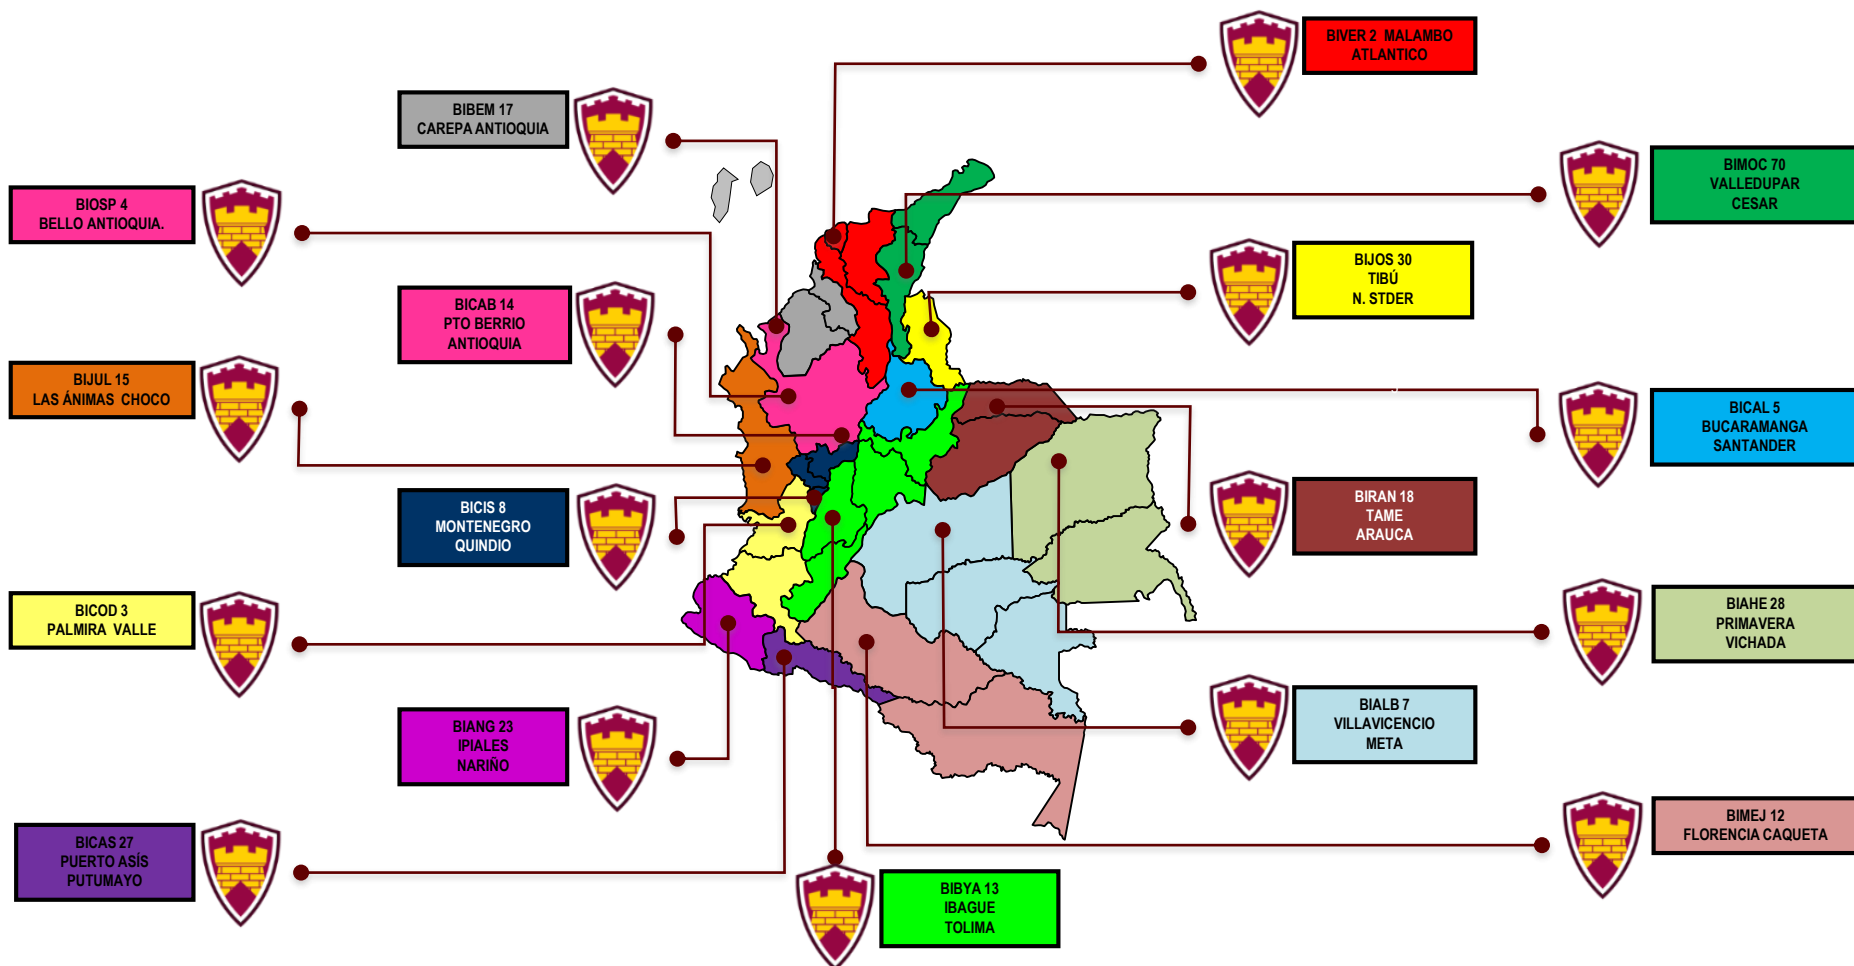 BIVER 2 MALAMBO
ATLANTICO
BIBEM 17
CAREPA ANTIOQUIA
BIMOC 70
VALLEDUPAR
CESAR
BIOSP 4
BELLO ANTIOQUIA.
BIJOS 30
TIBÚ
N. STDER
BICAB 14
PTO BERRIO
ANTIOQUIA
BIJUL 15
LAS ÁNIMAS CHOCO
BICAL 5
BUCARAMANGA
SANTANDER
BICIS 8
MONTENEGRO
QUINDIO
BIRAN 18
TAME
ARAUCA
BICOD 3
PALMIRA VALLE
BIAHE 28
PRIMAVERA
VICHADA
BIANG 23
IPIALES
NARIÑO
BIALB 7
VILLAVICENCIO
META
BICAS 27
PUERTO ASÍS
PUTUMAYO
BIMEJ 12
FLORENCIA CAQUETA
BIBYA 13
IBAGUE
TOLIMA